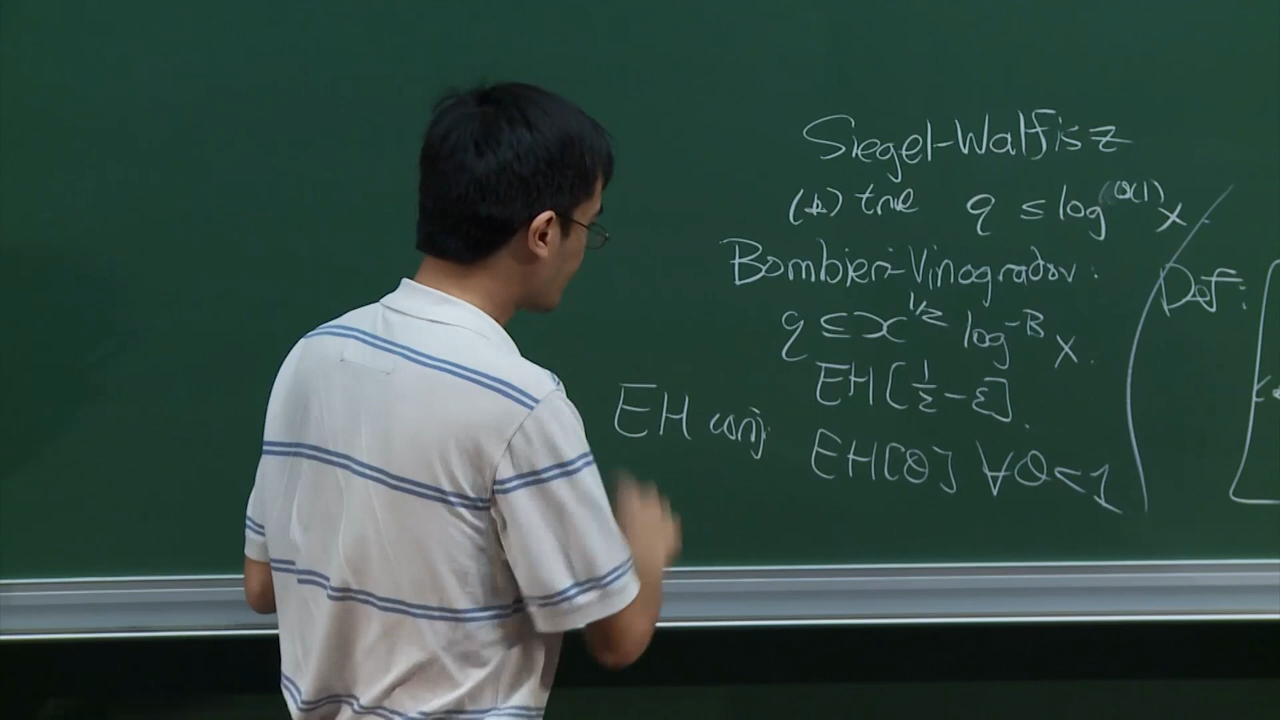 Siegel-Walfisz
true q ≤ log^{O(1)} x
Bombieri-Vinogradov:
q ≤ x^{1/2} log^{-B} x.
EH[1/2 - ε].
EH conj. EH[θ] ∀θ<1
Def: